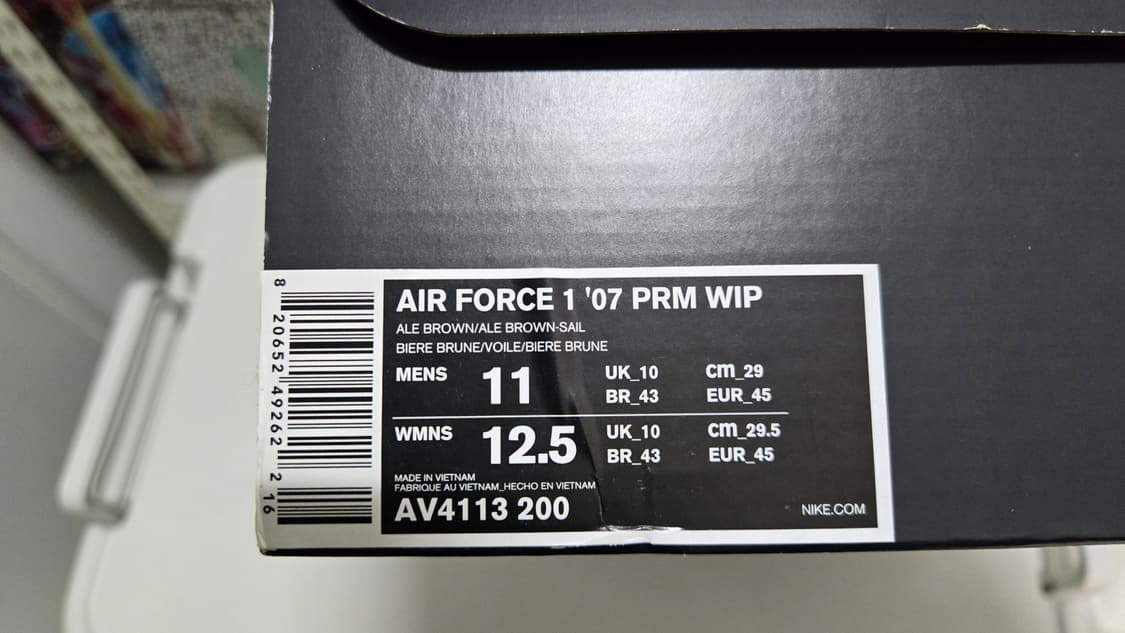 8 20652 49262 2 16
AIR FORCE 1 '07 PRM WIP
ALE BROWN/ALE BROWN-SAIL
BIERE BRUNE/VOILE/BIERE BRUNE
MENS 11 UK_10 cm_29
BR_43 EUR_45
WMNS 12.5 UK_10 cm_29.5
BR_43 EUR_45
MADE IN VIETNAM
FABRIQUE AU VIETNAM_HECHO EN VIETNAM
AV4113 200 NIKE.COM